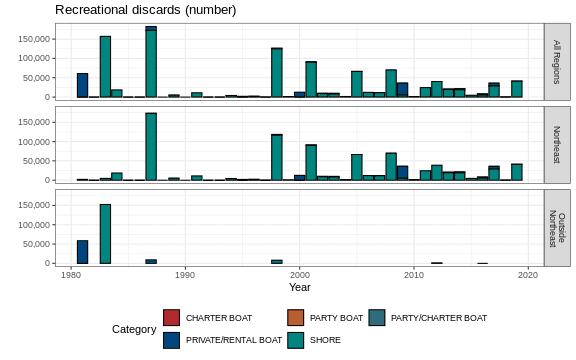 Recreational discards (number)
150,000
100,000
50,000
0
All Regions
150,000
100,000
50,000
0
Northeast
150,000
100,000
50,000
0
Outside
Northeast
1980 1990 2000 2010 2020
Year
Category
CHARTER BOAT PARTY BOAT PARTY/CHARTER BOAT
PRIVATE/RENTAL BOAT SHORE